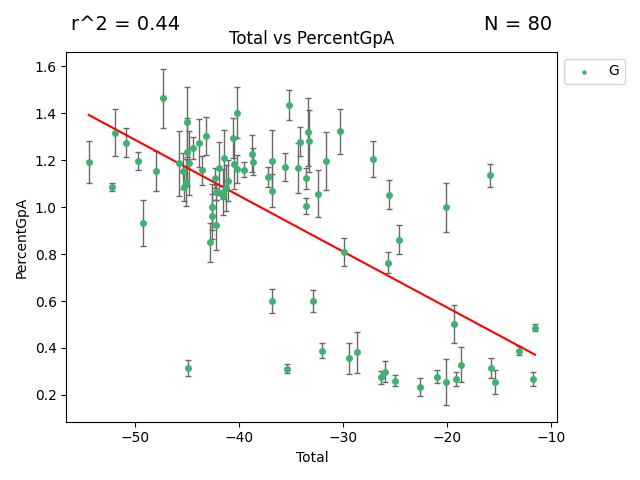 r^2 = 0.44
N = 80
Total vs PercentGpA
G
PercentGpA
1.6
1.4
1.2
1.0
0.8
0.6
0.4
0.2
−50
−40
−30
−20
−10
Total